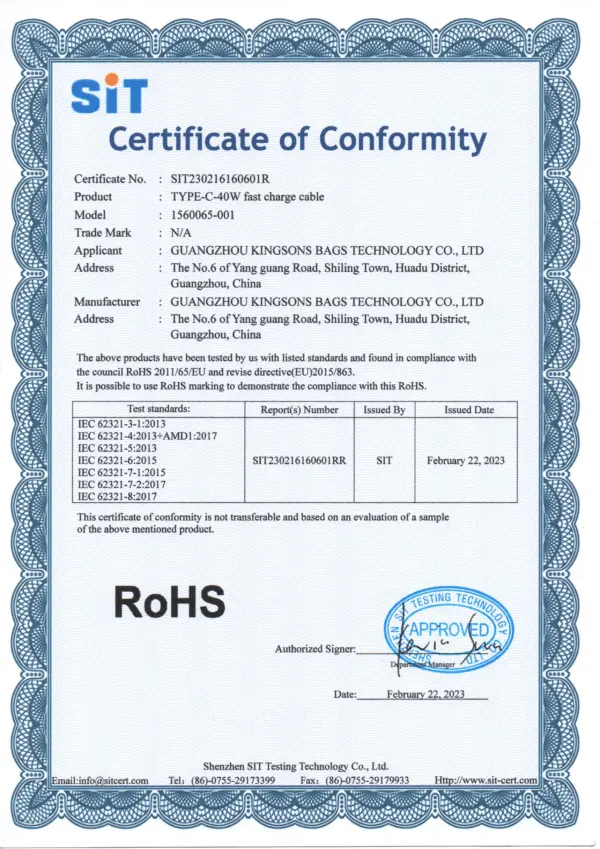 SiT
Certificate of Conformity
Certificate No. : SIT230216160601R
Product : TYPE-C-40W fast charge cable
Model : 1560065-001
Trade Mark : N/A
Applicant : GUANGZHOU KINGSONS BAGS TECHNOLOGY CO., LTD
Address : The No.6 of Yang guang Road, Shiling Town, Huadu District,
Guangzhou, China
Manufacturer : GUANGZHOU KINGSONS BAGS TECHNOLOGY CO., LTD
Address : The No.6 of Yang guang Road, Shiling Town, Huadu District,
Guangzhou, China
The above products have been tested by us with listed standards and found in compliance with
the council RoHS 2011/65/EU and revise directive(EU)2015/863.
It is possible to use RoHS marking to demonstrate the compliance with this RoHS.
Test standards: Report(s) Number Issued By Issued Date
IEC 62321-3-1:2013
IEC 62321-4:2013+AMD1:2017
IEC 62321-5:2013
IEC 62321-6:2015 SIT230216160601RR SIT February 22, 2023
IEC 62321-7-1:2015
IEC 62321-7-2:2017
IEC 62321-8:2017
This certificate of conformity is not transferable and based on an evaluation of a sample
of the above mentioned product.
RoHS
SHENZHEN SIT TESTING TECHNOLOGY CO., LTD
APPROVED
Authorized Signer:
Department Manager
Date: February 22, 2023
Shenzhen SIT Testing Technology Co., Ltd.
Email:info@sitcert.com Tel: (86)-0755-29173399 Fax: (86)-0755-29179933 Http://www.sit-cert.com